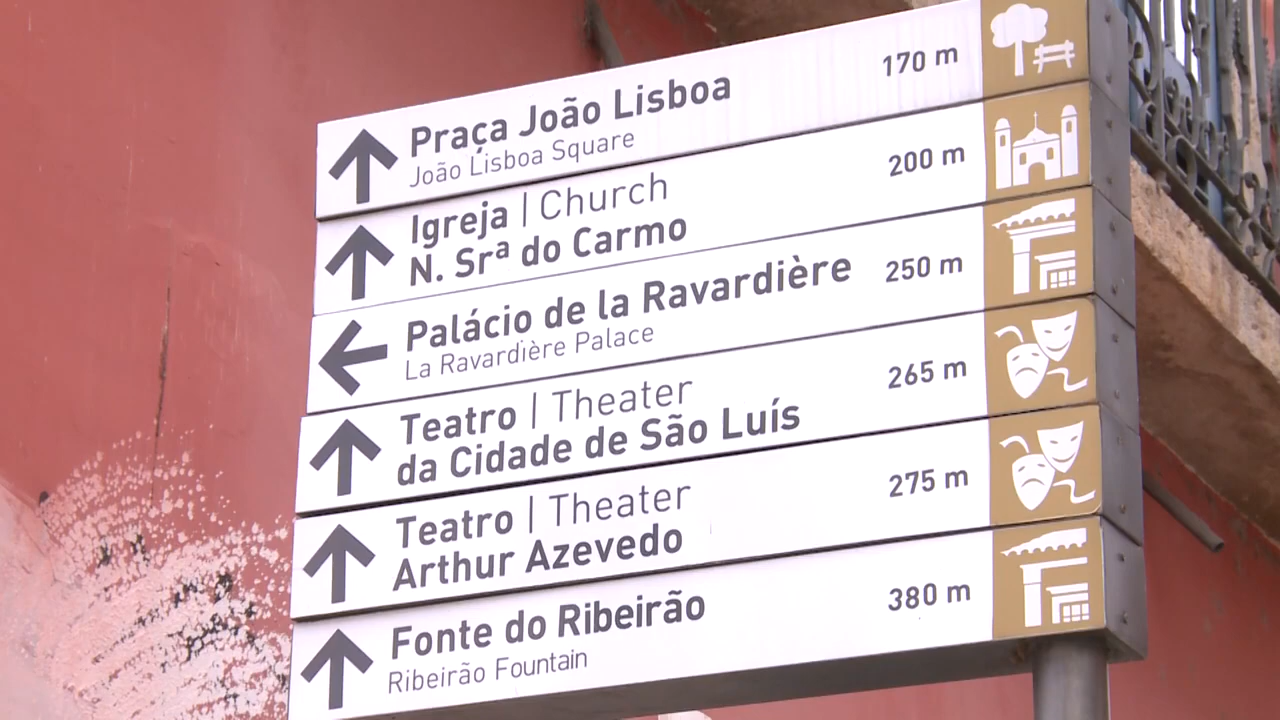 Praça João Lisboa 170 m
João Lisboa Square
Igreja | Church 200 m
N. Srª do Carmo
Palácio de la Ravardière 250 m
La Ravardière Palace
Teatro | Theater 265 m
da Cidade de São Luís
Teatro | Theater 275 m
Arthur Azevedo
Fonte do Ribeirão 380 m
Ribeirão Fountain